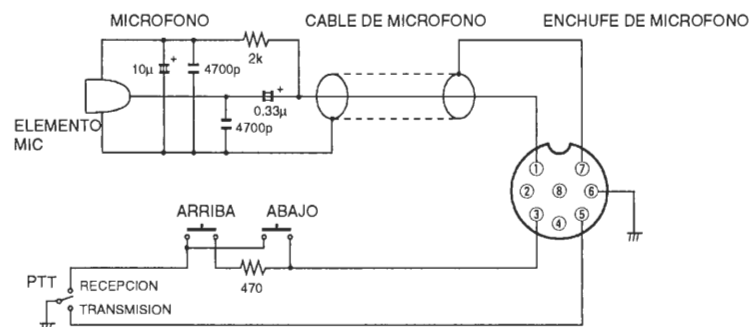 MICROFONO
CABLE DE MICROFONO
ENCHUFE DE MICROFONO
2k
10µ
+
4700p
+
0.33µ
4700p
ELEMENTO
MIC
1
7
2
8
6
3
5
4
ARRIBA
ABAJO
470
PTT
RECEPCION
TRANSMISION